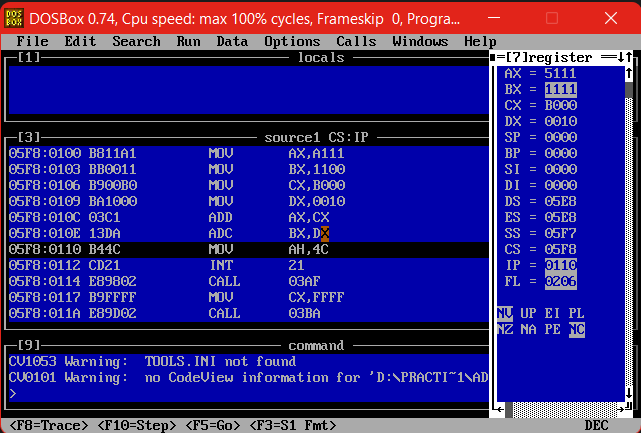 DOSBox 0.74, Cpu speed: max 100% cycles, Frameskip  0, Progra...
File  Edit  Search  Run  Data  Options  Calls  Windows  Help
[1] locals
[3] source1 CS:IP
05F8:0100 B811A1 MOV AX,A111
05F8:0103 BB0011 MOV BX,1100
05F8:0106 B900B0 MOV CX,B000
05F8:0109 BA1000 MOV DX,0010
05F8:010C 03C1 ADD AX,CX
05F8:010E 13DA ADC BX,DX
05F8:0110 B44C MOV AH,4C
05F8:0112 CD21 INT 21
05F8:0114 E89802 CALL 03AF
05F8:0117 B9FFFF MOV CX,FFFF
05F8:011A E89D02 CALL 03BA
[9] command
CV1053 Warning:  TOOLS.INI not found
CV0101 Warning:  no CodeView information for 'D:\PRACTI~1\AD
>
[7]register
AX = 5111
BX = 1111
CX = B000
DX = 0010
SP = 0000
BP = 0000
SI = 0000
DI = 0000
DS = 05E8
ES = 05E8
SS = 05F7
CS = 05F8
IP = 0110
FL = 0206
NV UP EI PL
NZ NA PE NC
<F8=Trace> <F10=Step> <F5=Go> <F3=S1 Fmt> DEC